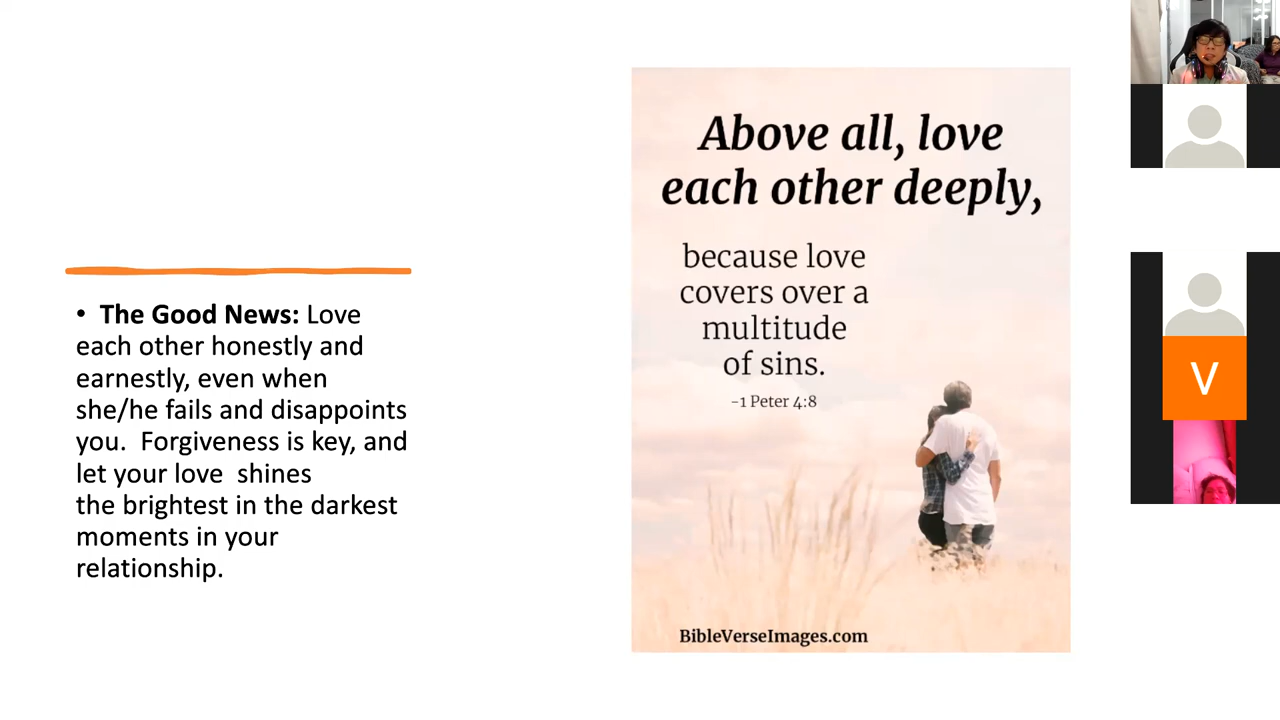 • The Good News: Love
each other honestly and
earnestly, even when
she/he fails and disappoints
you.  Forgiveness is key, and
let your love  shines
the brightest in the darkest
moments in your
relationship.
Above all, love
each other deeply,
because love
covers over a
multitude
of sins.
-1 Peter 4:8
BibleVerseImages.com
V